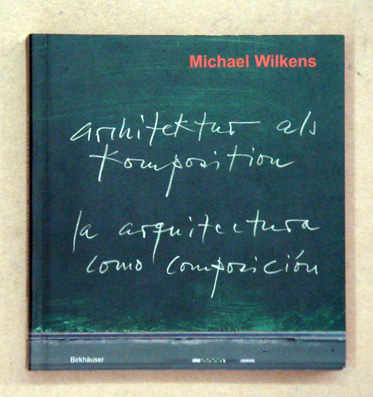 Michael Wilkens
architektur als
Komposition
la arquitectura
como composición
Birkhäuser